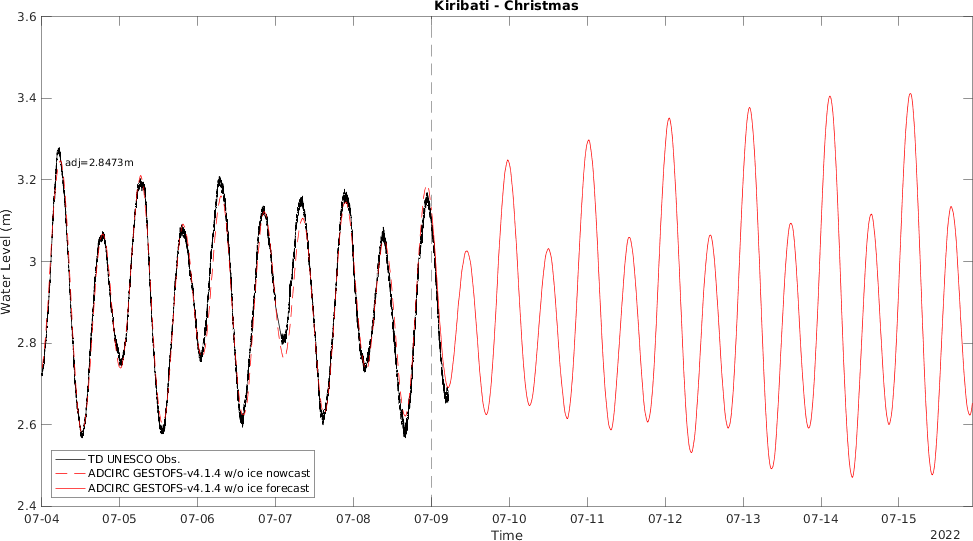 Kiribati - Christmas
3.6
3.4
3.2
3
2.8
2.6
2.4
Water Level (m)
adj=2.8473m
TD UNESCO Obs.
ADCIRC GESTOFS-v4.1.4 w/o ice nowcast
ADCIRC GESTOFS-v4.1.4 w/o ice forecast
07-04 07-05 07-06 07-07 07-08 07-09 07-10 07-11 07-12 07-13 07-14 07-15
Time
2022